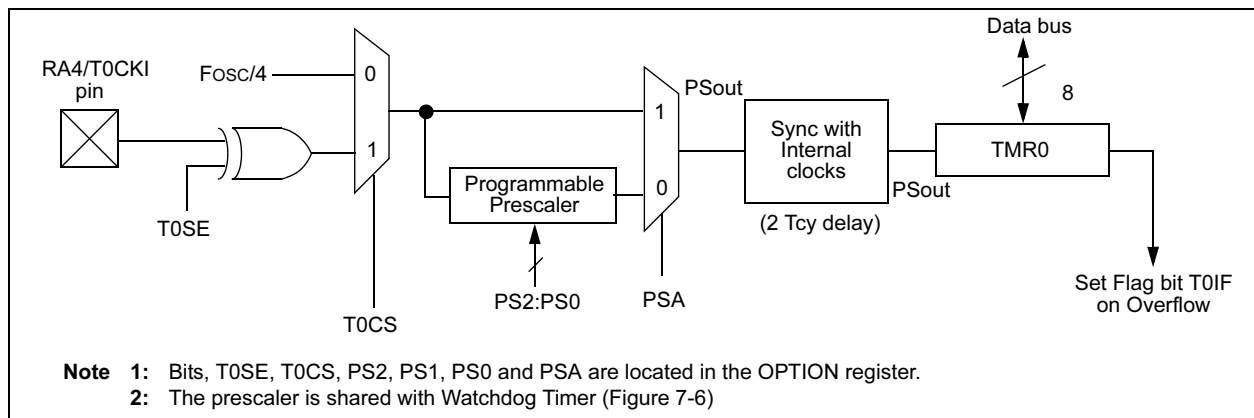 Data bus
RA4/T0CKI
pin
FOSC/4
0
1
T0SE
T0CS
Programmable
Prescaler
PS2:PS0
1
0
PSA
PSout
Sync with
Internal
clocks
(2 Tcy delay)
PSout
8
TMR0
Set Flag bit T0IF
on Overflow
Note 1: Bits, T0SE, T0CS, PS2, PS1, PS0 and PSA are located in the OPTION register.
2: The prescaler is shared with Watchdog Timer (Figure 7-6)